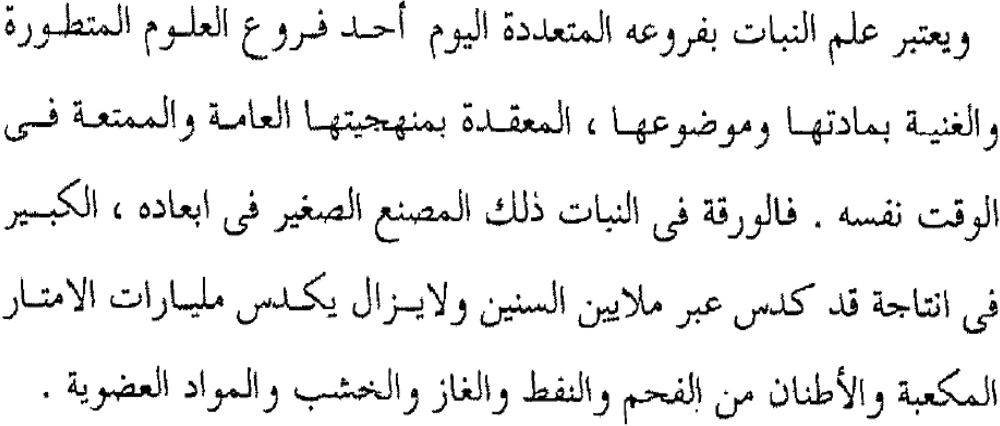 ويعتبر علم النبات بفروعه المتعددة اليوم أحد فروع العلوم المتطورة
والغنية بمادتها وموضوعها ، المعقدة بمنهجيتها العامة والممتعة فى
الوقت نفسه . فالورقة فى النبات ذلك المصنع الصغير فى ابعاده ، الكبير
فى انتاجة قد كدس عبر ملايين السنين ولايزال يكدس مليارات الامتار
المكعبة والأطنان من الفحم والنفط والغاز والخشب والمواد العضوية .